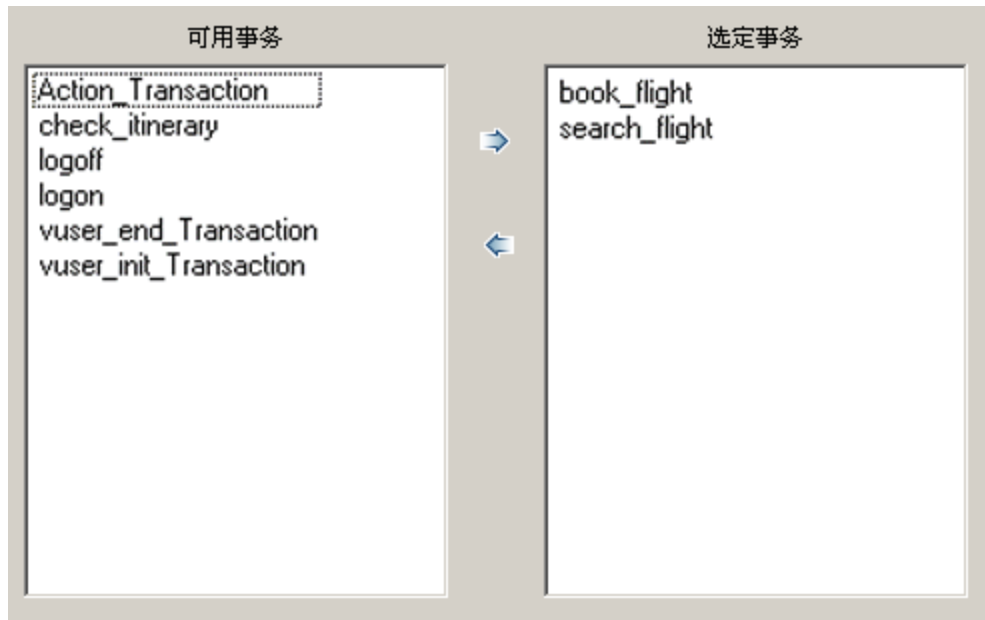 可用事务
Action_Transaction
check_itinerary
logoff
logon
vuser_end_Transaction
vuser_init_Transaction
选定事务
book_flight
search_flight